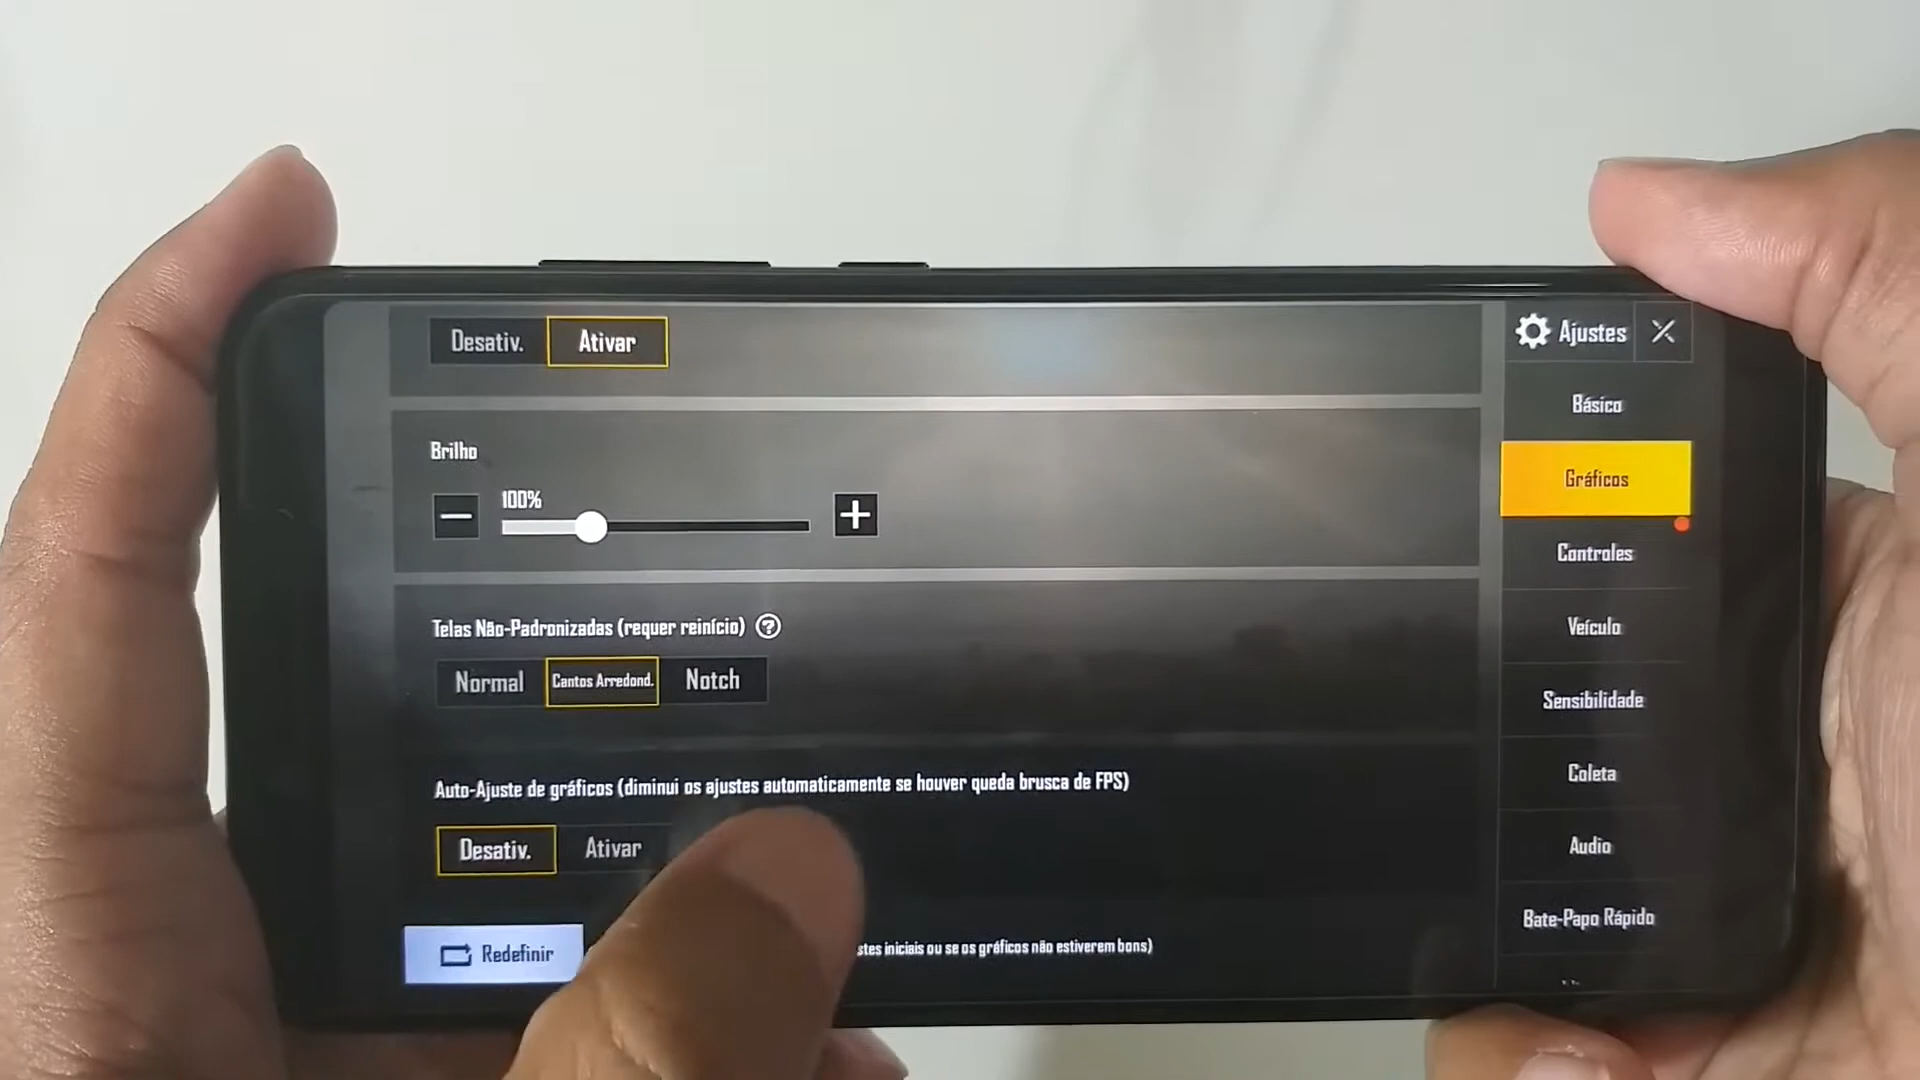 Desativ. Ativar
Ajustes
Básico
Brilho
100%
Gráficos
Controles
Telas Não-Padronizadas (requer reinício) ?
Normal Cantos Arredond. Notch
Veículo
Sensibilidade
Auto-Ajuste de gráficos (diminui os ajustes automaticamente se houver queda brusca de FPS)
Desativ. Ativar
Coleta
Audio
Redefinir
iniciais ou se os gráficos não estiverem bons)
Bate-Papo Rápido